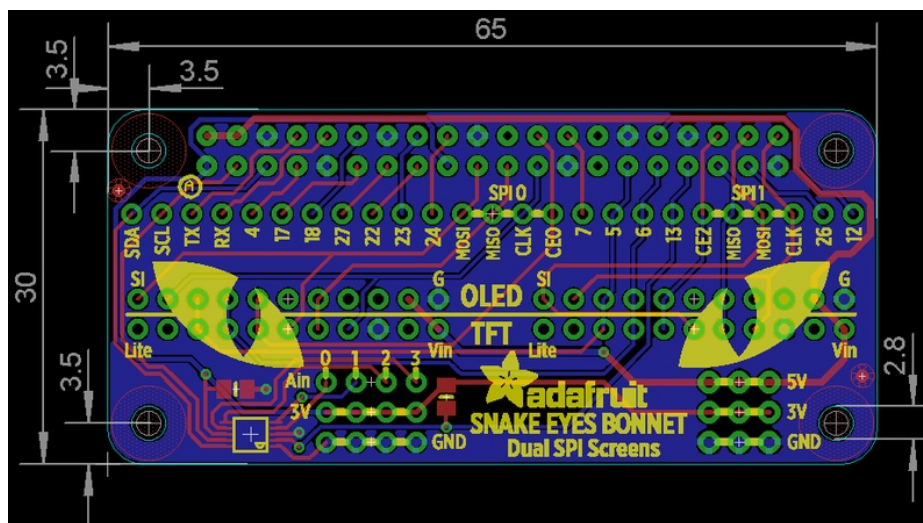 65
3.5
3.5
A
SPI0
SPI1
SDA SCL TX RX 4 17 18 27 22 23 24 MOSI MISO CLK CE0 7 5 6 13 CE2 MISO MOSI CLK 26 12
30
SI G SI G
OLED
TFT
Lite Vin Lite Vin
0 1 2 3
3.5
2.8
Ain
5V
adafruit
3V
3V
SNAKE EYES BONNET
GND
GND
Dual SPI Screens